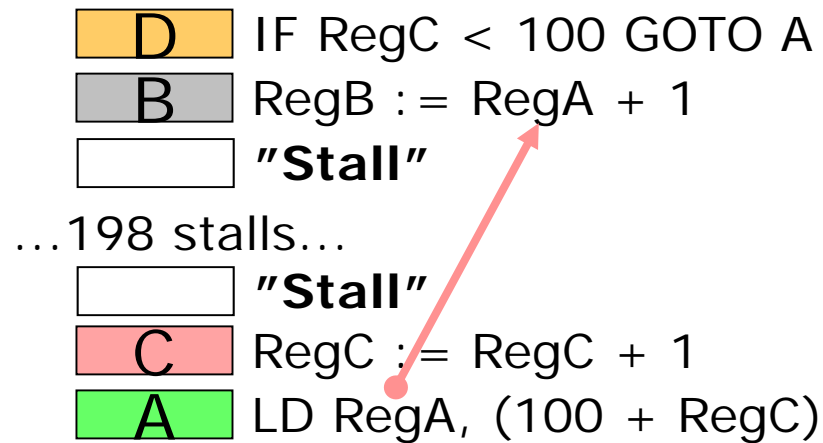 D IF RegC < 100 GOTO A
B RegB := RegA + 1
"Stall"
...198 stalls...
"Stall"
C RegC := RegC + 1
A LD RegA, (100 + RegC)